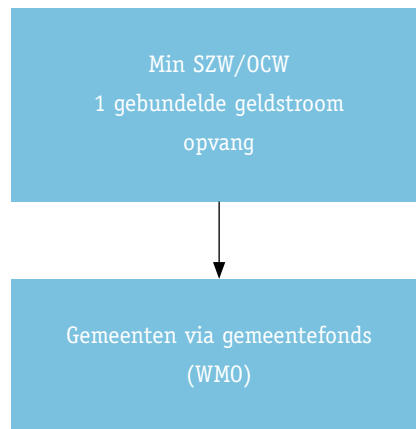 Min SZW/OCW
1 gebundelde geldstroom
opvang
Gemeenten via gemeentefonds
(WMO)